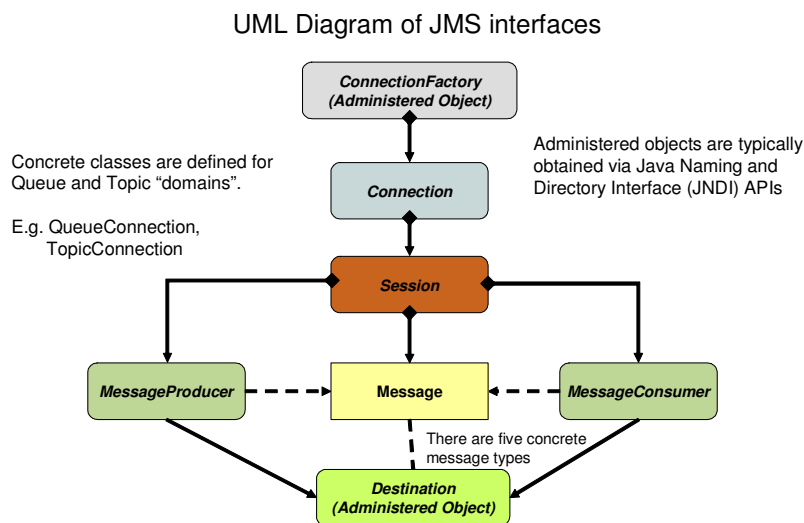 UML Diagram of JMS interfaces
ConnectionFactory
(Administered Object)
Concrete classes are defined for
Queue and Topic “domains”.
E.g. QueueConnection,
TopicConnection
Administered objects are typically
obtained via Java Naming and
Directory Interface (JNDI) APIs
Connection
Session
MessageProducer
Message
MessageConsumer
There are five concrete
message types
Destination
(Administered Object)